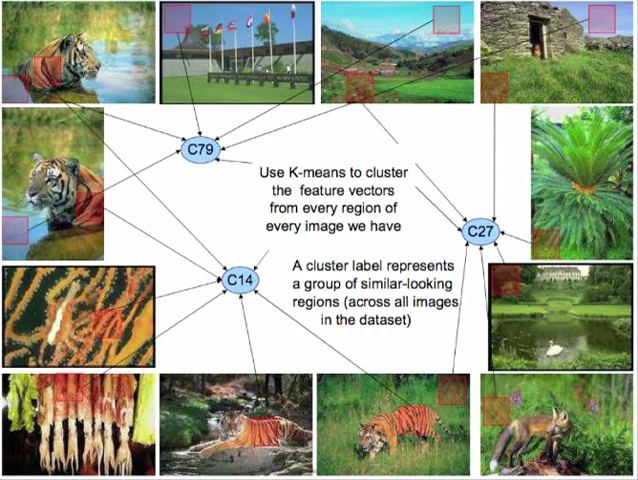 C79
Use K-means to cluster
the feature vectors
from every region of
every image we have
C27
A cluster label represents
a group of similar-looking
regions (across all images
in the dataset)
C14